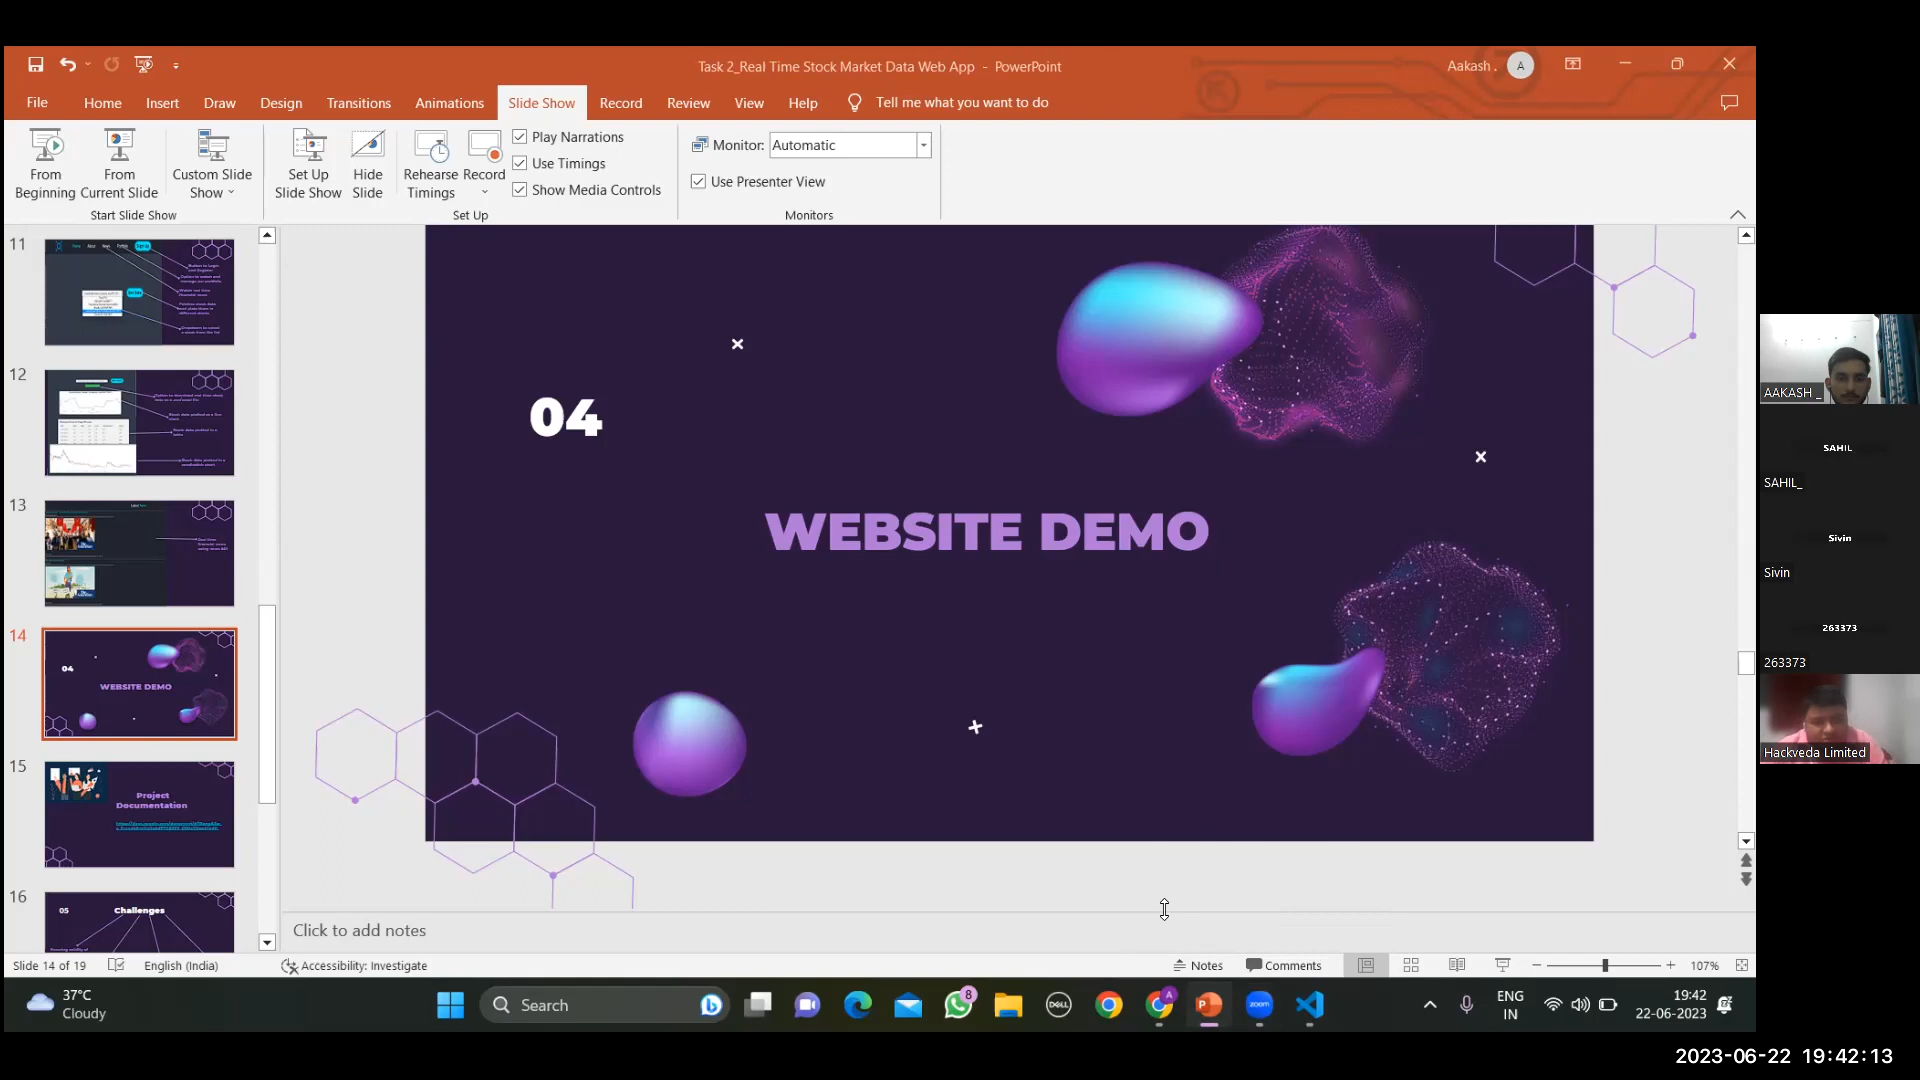 Task 2_Real Time Stock Market Data Web App - PowerPoint
Aakash .
A
File Home Insert Draw Design Transitions Animations Slide Show Record Review View Help Tell me what you want to do
From Beginning
From Current Slide
Custom Slide Show
Start Slide Show
Set Up Slide Show
Hide Slide
Rehearse Timings
Record
Play Narrations
Use Timings
Show Media Controls
Set Up
Monitor: Automatic
Use Presenter View
Monitors
11
12
13
14
04
WEBSITE DEMO
15
Project
Documentation
16
05 Challenges
04
WEBSITE DEMO
Click to add notes
Slide 14 of 19 English (India) Accessibility: Investigate Notes Comments 107%
37°C
Cloudy
Search
8
DELL
A
zoom
ENG
IN
19:42
22-06-2023
AAKASH _
SAHIL
SAHIL_
Sivin
Sivin
263373
263373
Hackveda Limited
2023-06-22 19:42:13